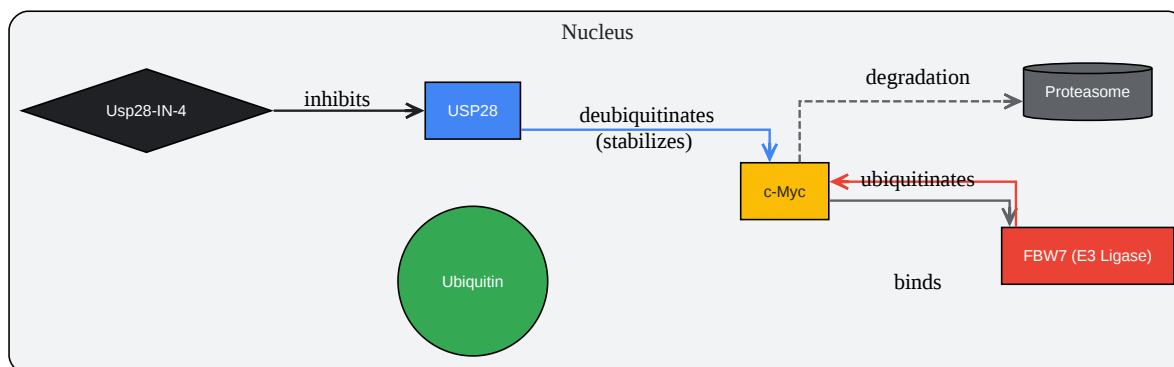 Nucleus
degradation
Proteasome
Usp28-IN-4
inhibits
USP28
deubiquitinates
(stabilizes)
c-Myc
ubiquitinates
FBW7 (E3 Ligase)
binds
Ubiquitin